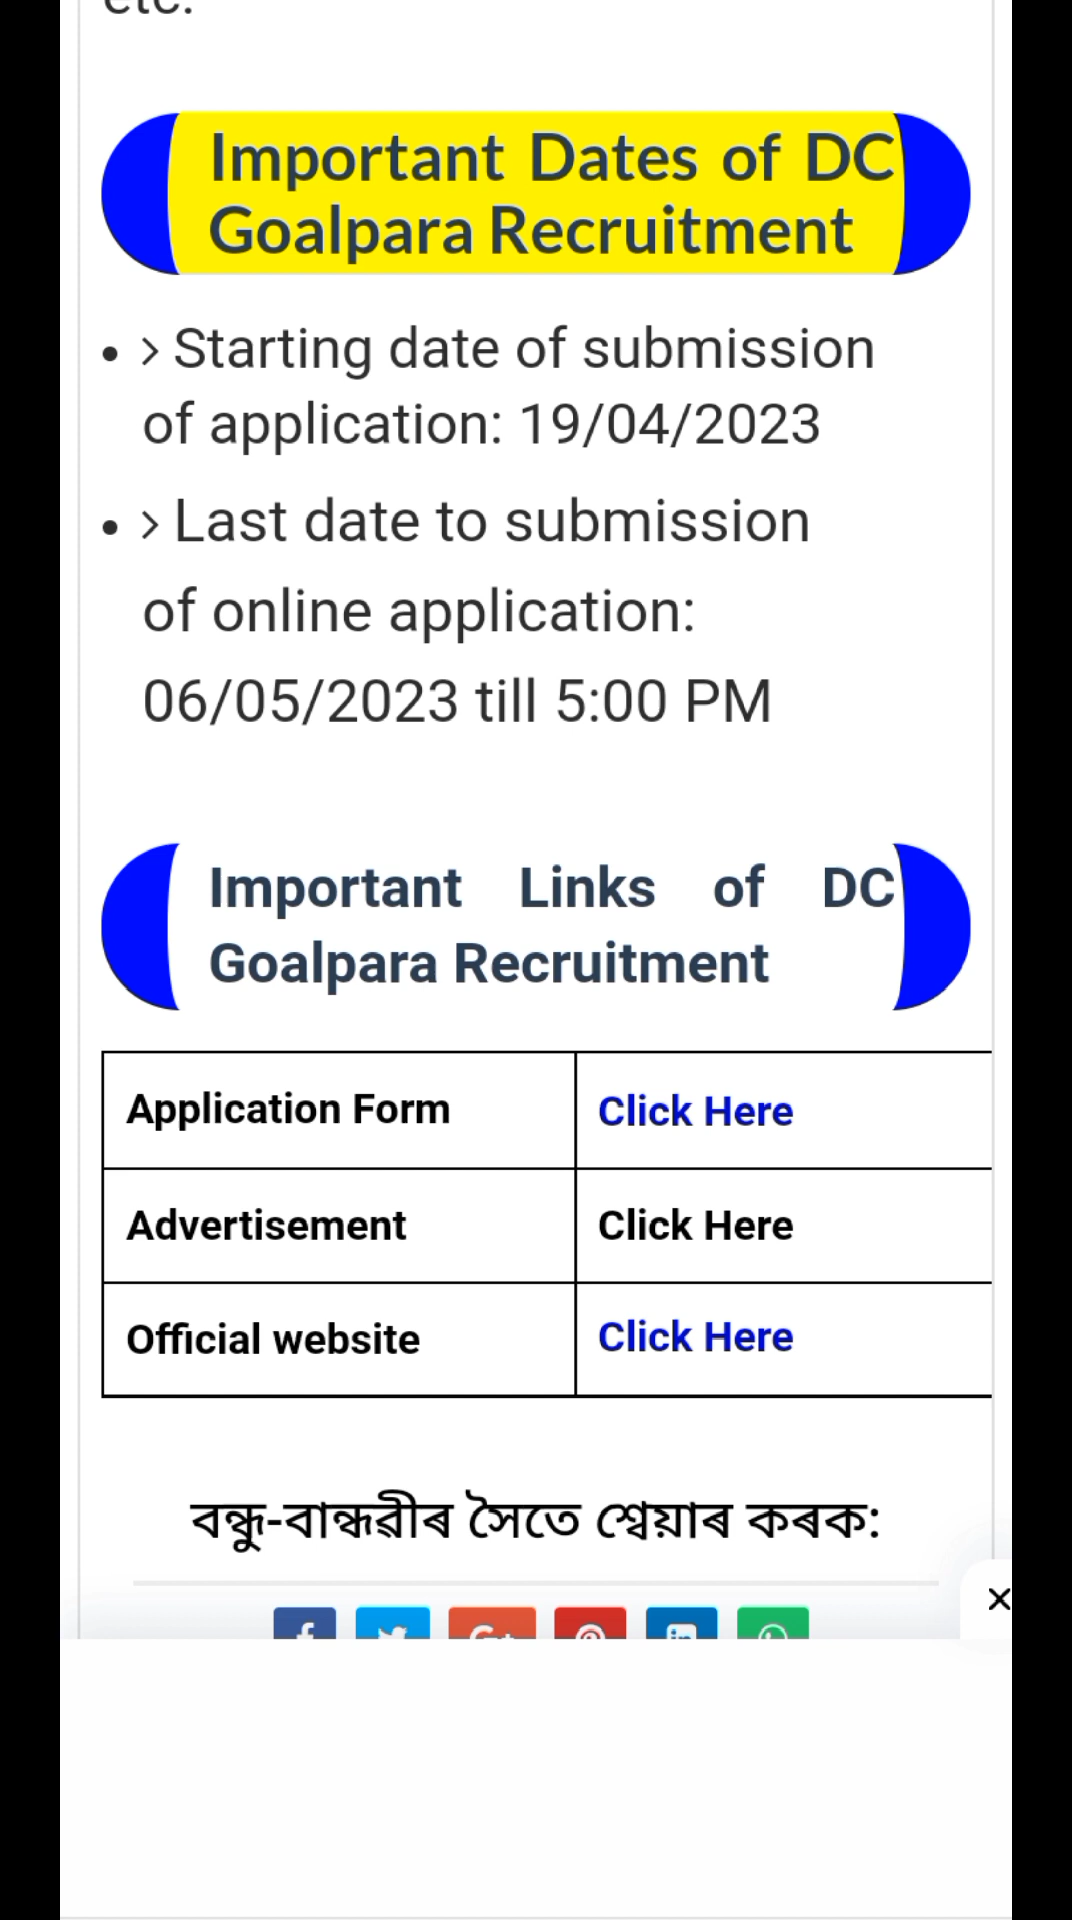 etc.
Important Dates of DC
Goalpara Recruitment
• > Starting date of submission
of application: 19/04/2023
• > Last date to submission
of online application:
06/05/2023 till 5:00 PM
Important Links of DC
Goalpara Recruitment
Application Form Click Here
Advertisement Click Here
Official website Click Here
বন্ধু-বান্ধৱীৰ সৈতে শ্বেয়াৰ কৰক: